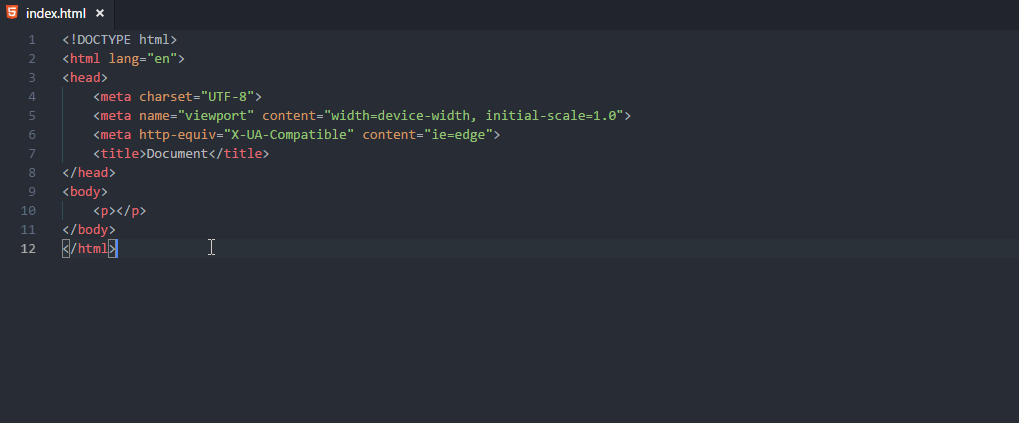 index.html ×
1 <!DOCTYPE html>
2 <html lang="en">
3 <head>
4     <meta charset="UTF-8">
5     <meta name="viewport" content="width=device-width, initial-scale=1.0">
6     <meta http-equiv="X-UA-Compatible" content="ie=edge">
7     <title>Document</title>
8 </head>
9 <body>
10     <p></p>
11 </body>
12 </html>